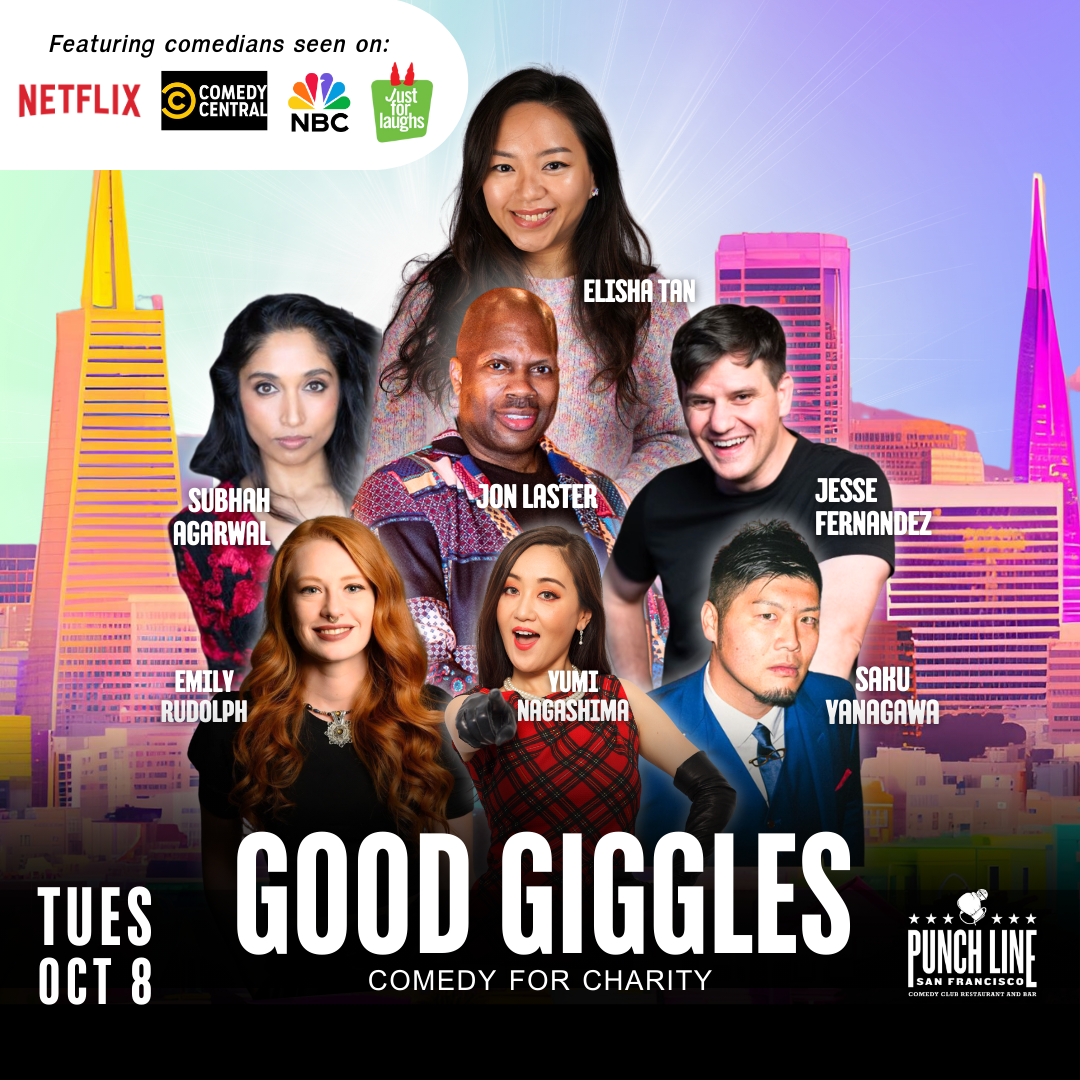 Featuring comedians seen on:
NETFLIX
COMEDY
CENTRAL
NBC
Just
for
laughs
ELISHA TAN
SUBHAH
AGARWAL
JON LASTER
JESSE
FERNANDEZ
EMILY
RUDOLPH
YUMI
NAGASHIMA
SAKU
YANAGAWA
GOOD GIGGLES
COMEDY FOR CHARITY
TUES
OCT 8
PUNCH LINE
SAN FRANCISCO
COMEDY CLUB RESTAURANT AND BAR